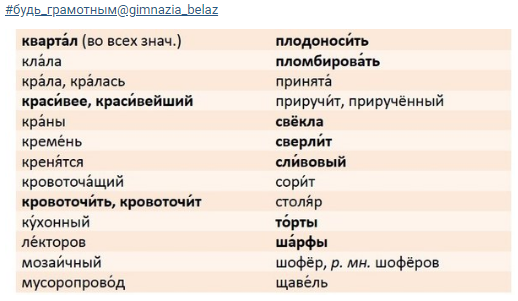 #будь_грамотным@gimnazia_belaz
кварта́л (во всех знач.)
кла́ла
кра́ла, кра́лась
краси́вее, краси́вейший
кра́ны
креме́нь
креня́тся
кровоточа́щий
кровоточи́ть, кровоточи́т
ку́хонный
ле́кторов
мозаи́чный
мусоропрово́д
плодоноси́ть
пломбирова́ть
принята́
приручи́т, приручённый
свёкла
сверли́т
сли́вовый
сори́т
столя́р
то́рты
ша́рфы
шофёр, р. мн. шофёров
щаве́ль